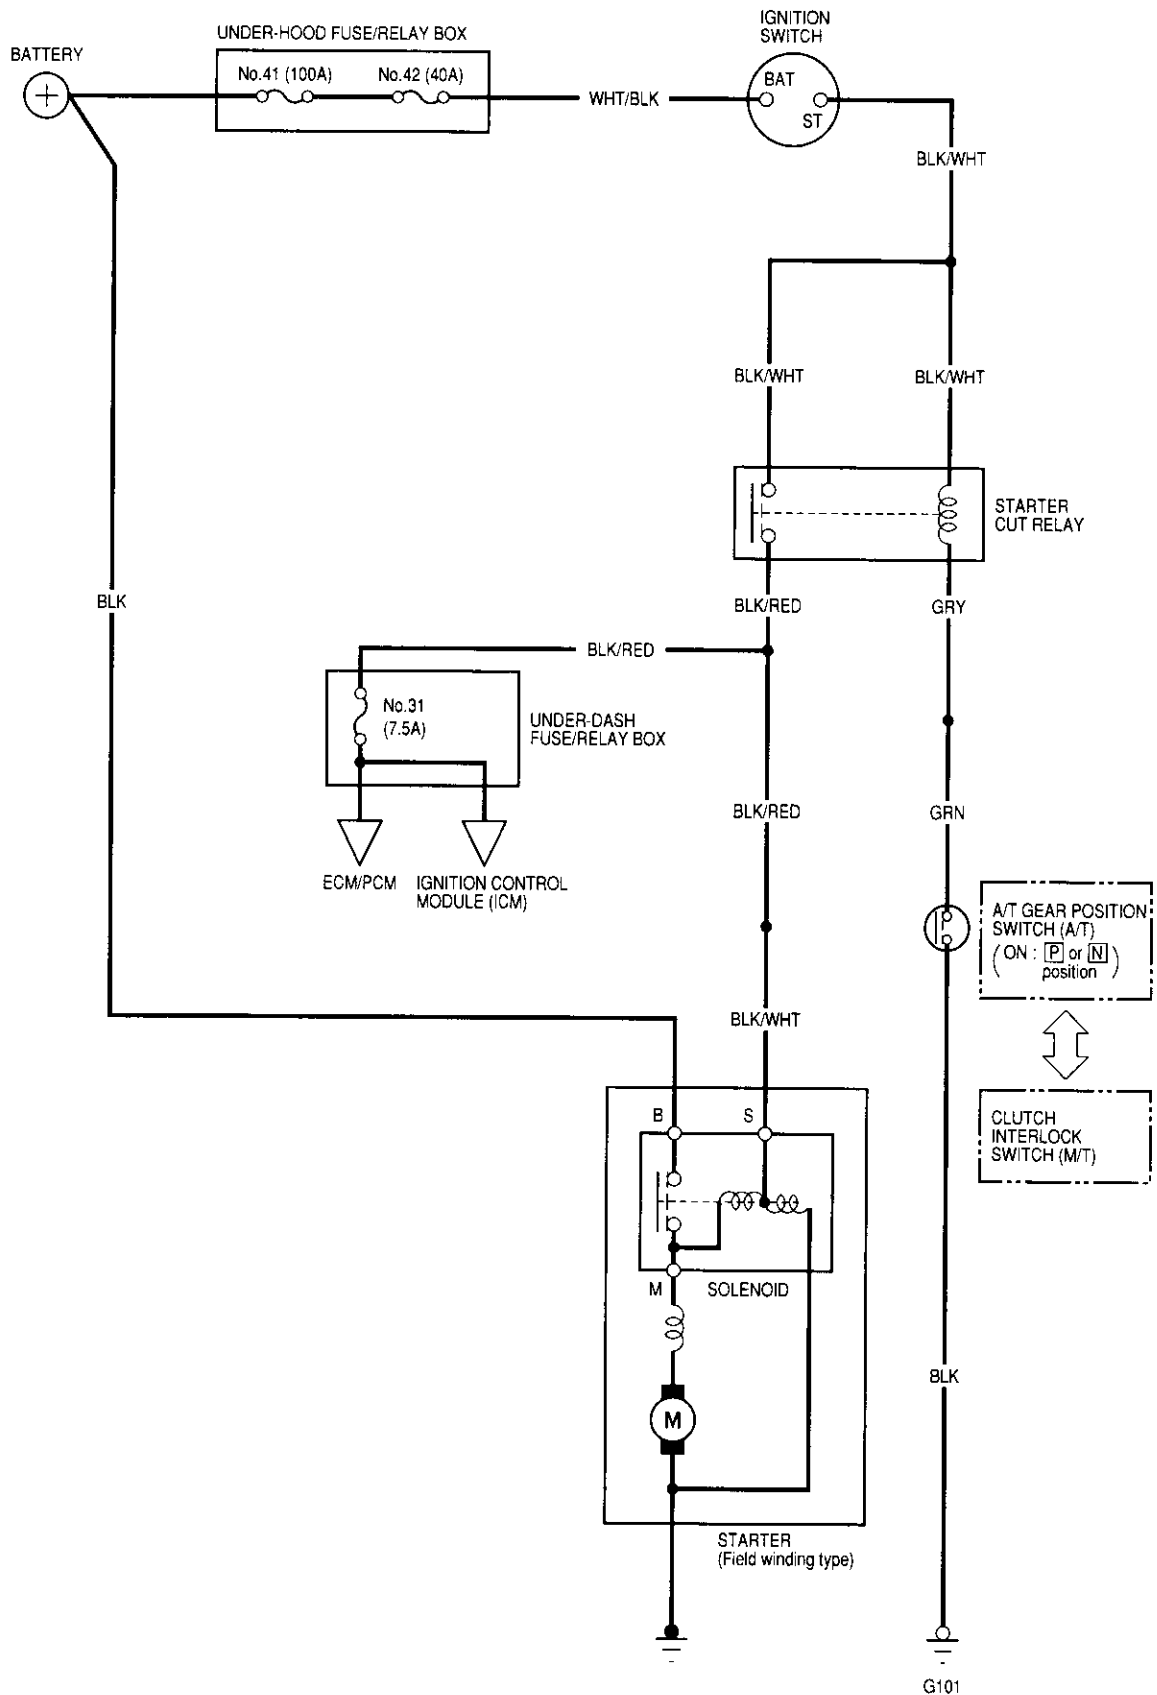 BATTERY
UNDER-HOOD FUSE/RELAY BOX
No.41 (100A)
No.42 (40A)
WHT/BLK
IGNITION
SWITCH
BAT
ST
BLK/WHT
BLK/WHT
BLK/WHT
STARTER
CUT RELAY
BLK
BLK/RED
GRY
BLK/RED
No.31
(7.5A)
UNDER-DASH
FUSE/RELAY BOX
BLK/RED
GRN
ECM/PCM
IGNITION CONTROL
MODULE (ICM)
A/T GEAR POSITION
SWITCH (A/T)
(ON : P or N
position)
BLK/WHT
B
S
CLUTCH
INTERLOCK
SWITCH (M/T)
M
SOLENOID
BLK
M
STARTER
(Field winding type)
G101